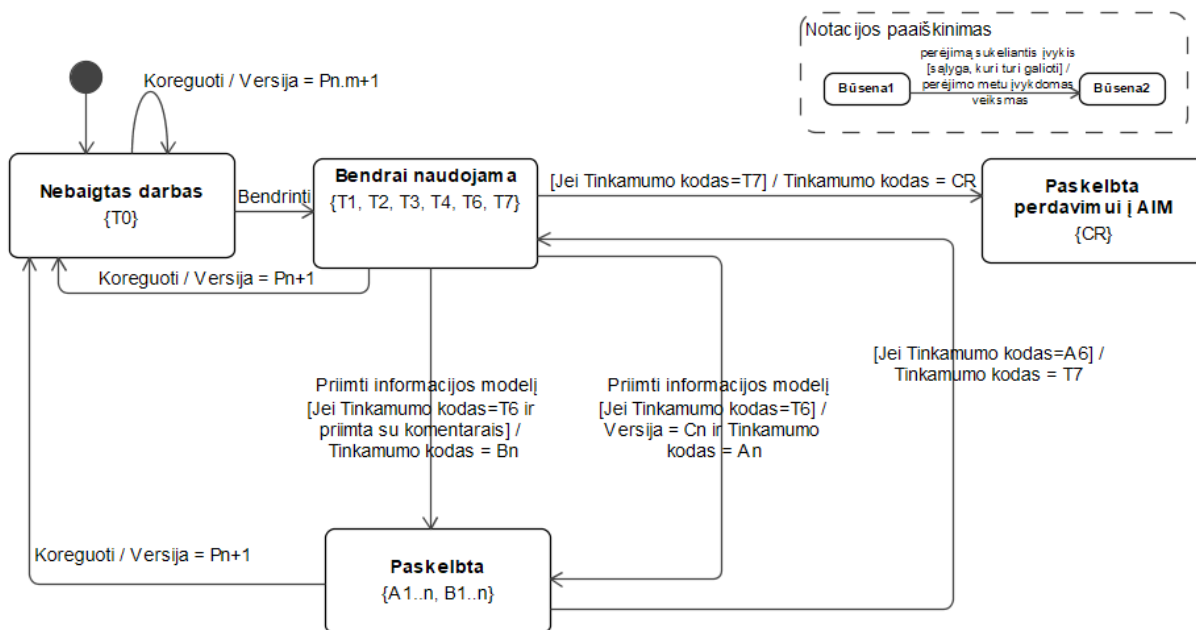 Notacijos paaiškinimas
perėjimą sukeliantis įvykis
[sąlyga, kuri turi galioti] /
perėjimo metu įvykdomas
veiksmas
Būsena1
Būsena2
Koreguoti / Versija = Pn.m+1
Nebaigtas darbas
{T0}
Bendrinti
Bendrai naudojama
{T1, T2, T3, T4, T6, T7}
[Jei Tinkamumo kodas=T7] / Tinkamumo kodas = CR
Paskelbta
perdavimui į AIM
{CR}
Koreguoti / Versija = Pn+1
Priimti informacijos modelį
[Jei Tinkamumo kodas=T6 ir
priimta su komentarais] /
Tinkamumo kodas = Bn
Priimti informacijos modelį
[Jei Tinkamumo kodas=T6] /
Versija = Cn ir Tinkamumo
kodas = An
[Jei Tinkamumo kodas=A6] /
Tinkamumo kodas = T7
Koreguoti / Versija = Pn+1
Paskelbta
{A1..n, B1..n}